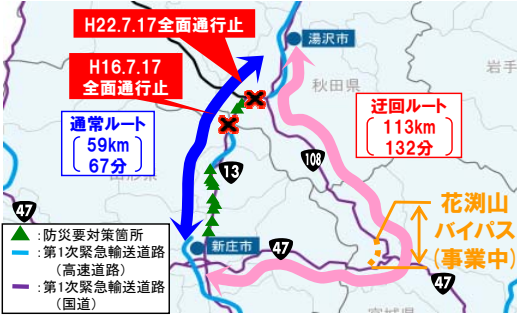 H22.7.17全面通行止
湯沢市
H16.7.17
全面通行止
秋田県
岩手
通常ルート
59km
67分
迂回ルート
113km
132分
13
108
花渕山
バイパス
(事業中)
47
新庄市
47
47
:防災要対策箇所
:第1次緊急輸送道路
(高速道路)
:第1次緊急輸送道路
(国道)